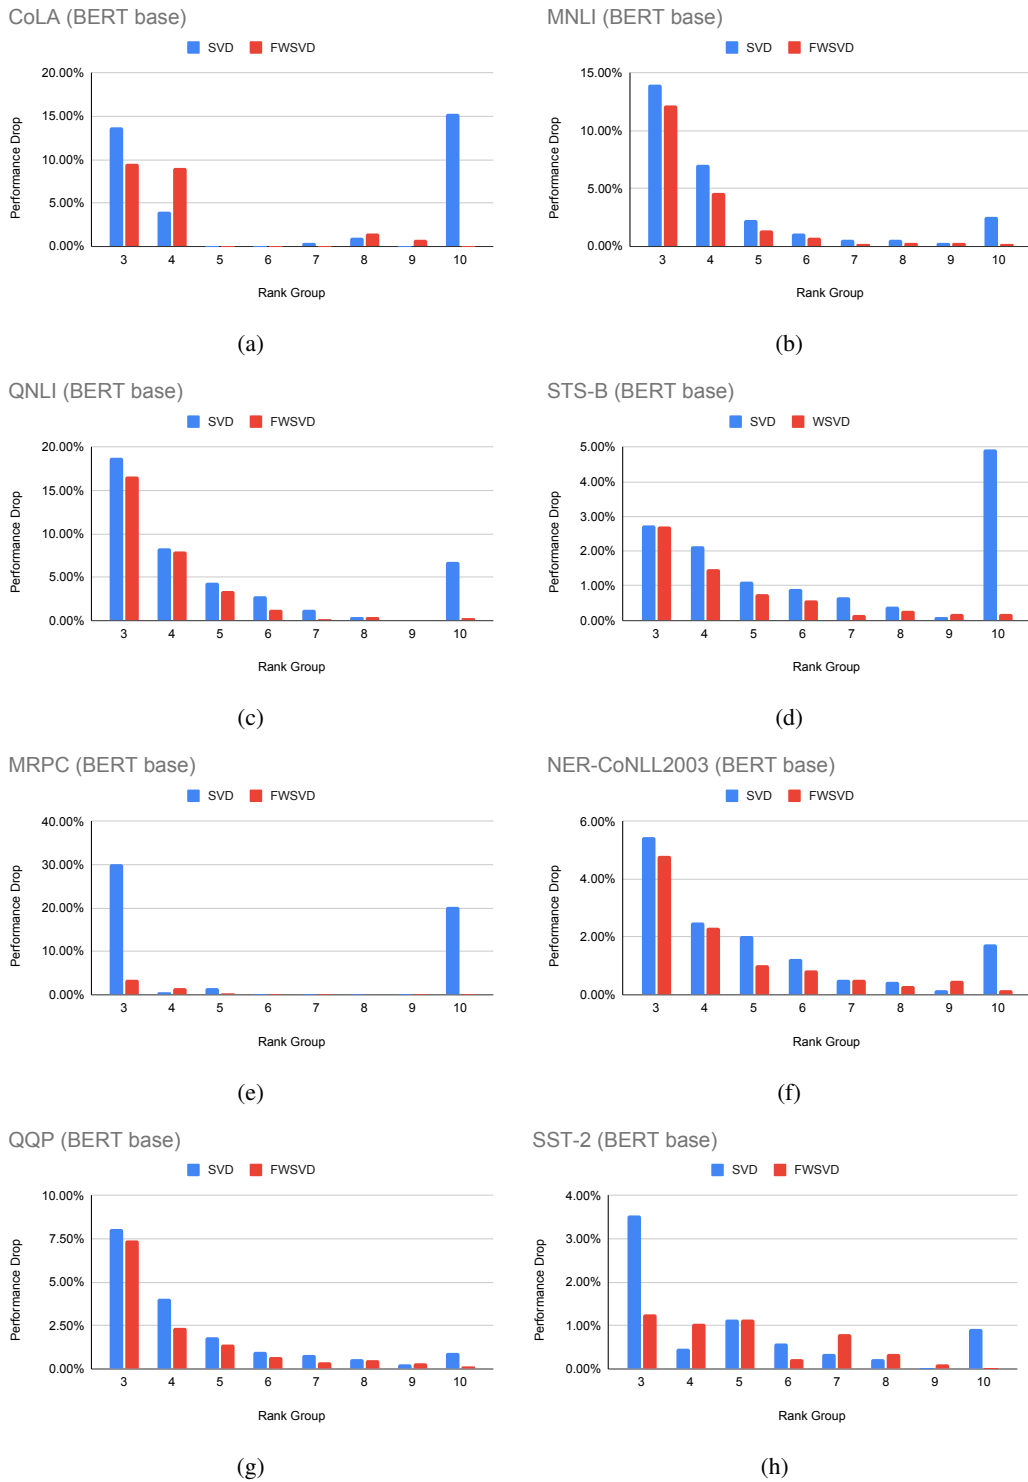 CoLA (BERT base)
SVD FWSVD
20.00%
15.00%
10.00%
5.00%
0.00%
Performance Drop
3 4 5 6 7 8 9 10
Rank Group
(a)
MNLI (BERT base)
SVD FWSVD
15.00%
10.00%
5.00%
0.00%
Performance Drop
3 4 5 6 7 8 9 10
Rank Group
(b)
QNLI (BERT base)
SVD FWSVD
20.00%
15.00%
10.00%
5.00%
0.00%
Performance Drop
3 4 5 6 7 8 9 10
Rank Group
(c)
STS-B (BERT base)
SVD WSVD
5.00%
4.00%
3.00%
2.00%
1.00%
0.00%
Performance Drop
3 4 5 6 7 8 9 10
Rank Group
(d)
MRPC (BERT base)
SVD FWSVD
40.00%
30.00%
20.00%
10.00%
0.00%
Performance Drop
3 4 5 6 7 8 9 10
Rank Group
(e)
NER-CoNLL2003 (BERT base)
SVD FWSVD
6.00%
4.00%
2.00%
0.00%
Performance Drop
3 4 5 6 7 8 9 10
Rank Group
(f)
QQP (BERT base)
SVD FWSVD
10.00%
7.50%
5.00%
2.50%
0.00%
Performance Drop
3 4 5 6 7 8 9 10
Rank Group
(g)
SST-2 (BERT base)
SVD FWSVD
4.00%
3.00%
2.00%
1.00%
0.00%
Performance Drop
3 4 5 6 7 8 9 10
Rank Group
(h)